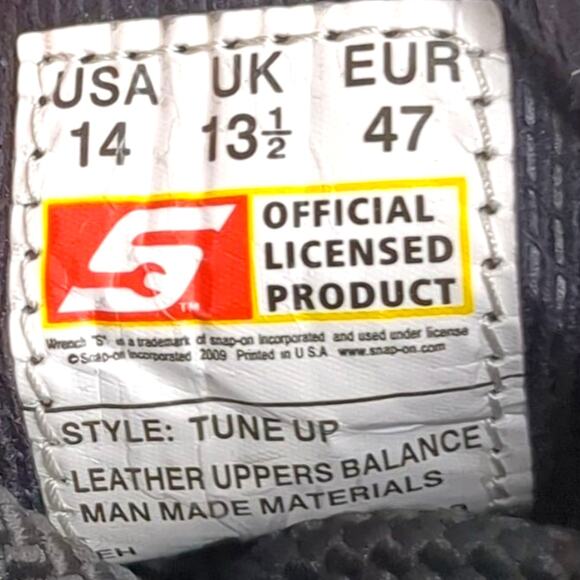 USA UK EUR
14 13½ 47
S ™
OFFICIAL
LICENSED
PRODUCT
Wrench "S" is a trademark of snap-on Incorporated and used under license
© Snap-on Incorporated 2009 Printed in U S A www.snap-on.com
STYLE: TUNE UP
LEATHER UPPERS BALANCE
MAN MADE MATERIALS
EH